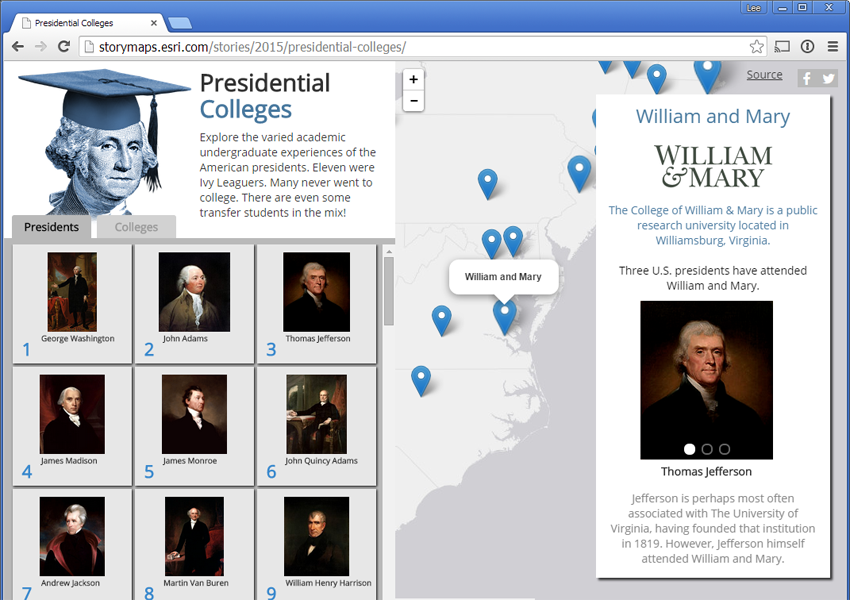 Lee
Presidential Colleges
storymaps.esri.com/stories/2015/presidential-colleges/
Presidential
Colleges
Explore the varied academic
undergraduate experiences of the
American presidents. Eleven were
Ivy Leaguers. Many never went to
college. There are even some
transfer students in the mix!
Presidents
Colleges
1
George Washington
2
John Adams
3
Thomas Jefferson
4
James Madison
5
James Monroe
6
John Quincy Adams
7
Andrew Jackson
8
Martin Van Buren
9
William Henry Harrison
+
-
William and Mary
Source
William and Mary
WILLIAM
& MARY
The College of William & Mary is a public
research university located in
Williamsburg, Virginia.
Three U.S. presidents have attended
William and Mary.
Thomas Jefferson
Jefferson is perhaps most often
associated with The University of
Virginia, having founded that institution
in 1819. However, Jefferson himself
attended William and Mary.